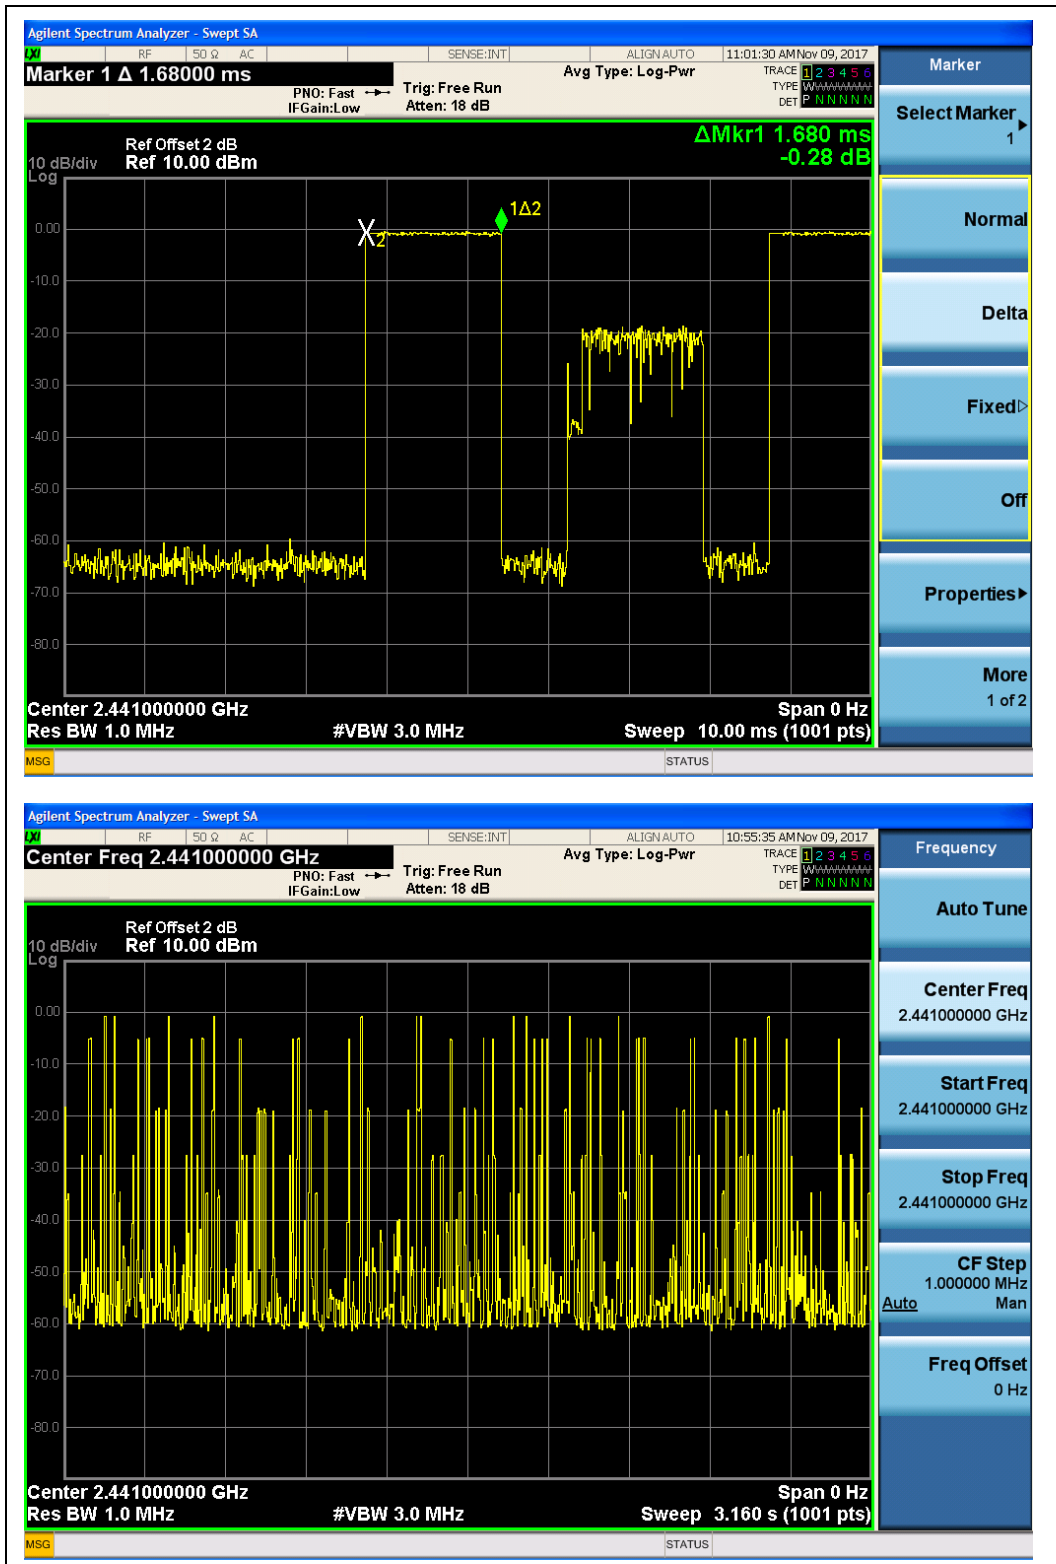 Agilent Spectrum Analyzer - Swept SA
LXI RF 50 Ω AC SENSE:INT ALIGN AUTO 11:01:30 AM Nov 09, 2017
Marker 1 Δ 1.68000 ms
PNO: Fast
IFGain:Low
Trig: Free Run
Atten: 18 dB
Avg Type: Log-Pwr
TRACE 1 2 3 4 5 6
TYPE
DET P N N N N N
Ref Offset 2 dB
10 dB/div Ref 10.00 dBm
Log
ΔMkr1 1.680 ms
-0.28 dB
0.00
-10.0
-20.0
-30.0
-40.0
-50.0
-60.0
-70.0
-80.0
X2
1Δ2
Center 2.441000000 GHz Span 0 Hz
Res BW 1.0 MHz #VBW 3.0 MHz Sweep 10.00 ms (1001 pts)
MSG STATUS
Marker
Select Marker
1
Normal
Delta
Fixed
Off
Properties
More
1 of 2
Agilent Spectrum Analyzer - Swept SA
LXI RF 50 Ω AC SENSE:INT ALIGN AUTO 10:55:35 AM Nov 09, 2017
Center Freq 2.441000000 GHz
PNO: Fast
IFGain:Low
Trig: Free Run
Atten: 18 dB
Avg Type: Log-Pwr
TRACE 1 2 3 4 5 6
TYPE
DET P N N N N N
Ref Offset 2 dB
10 dB/div Ref 10.00 dBm
Log
0.00
-10.0
-20.0
-30.0
-40.0
-50.0
-60.0
-70.0
-80.0
Center 2.441000000 GHz Span 0 Hz
Res BW 1.0 MHz #VBW 3.0 MHz Sweep 3.160 s (1001 pts)
MSG STATUS
Frequency
Auto Tune
Center Freq
2.441000000 GHz
Start Freq
2.441000000 GHz
Stop Freq
2.441000000 GHz
CF Step
1.000000 MHz
Auto Man
Freq Offset
0 Hz